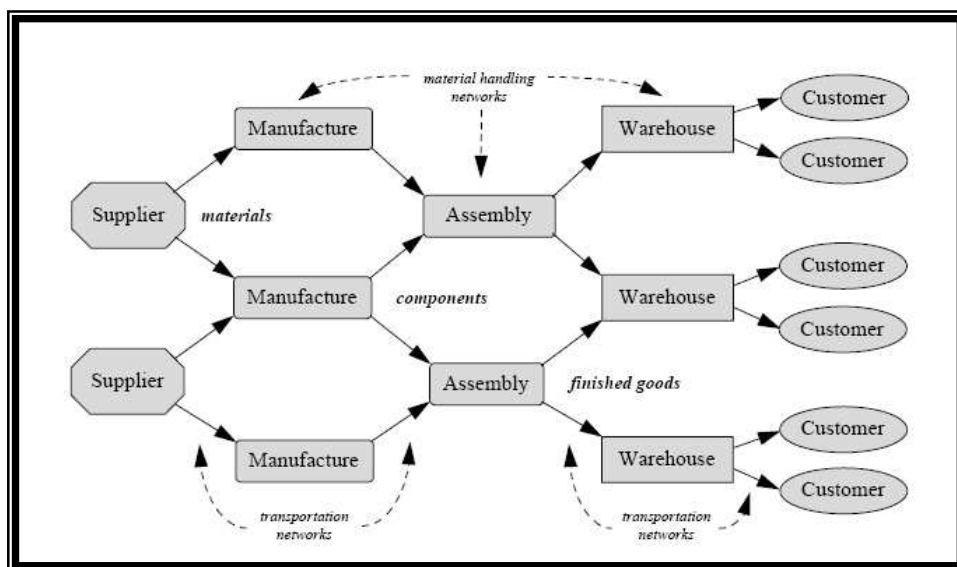 material handling
networks
Customer
Manufacture
Warehouse
Customer
Supplier
materials
Assembly
Customer
Manufacture
components
Warehouse
Customer
Supplier
Assembly
finished goods
Customer
Manufacture
Warehouse
Customer
transportation
networks
transportation
networks